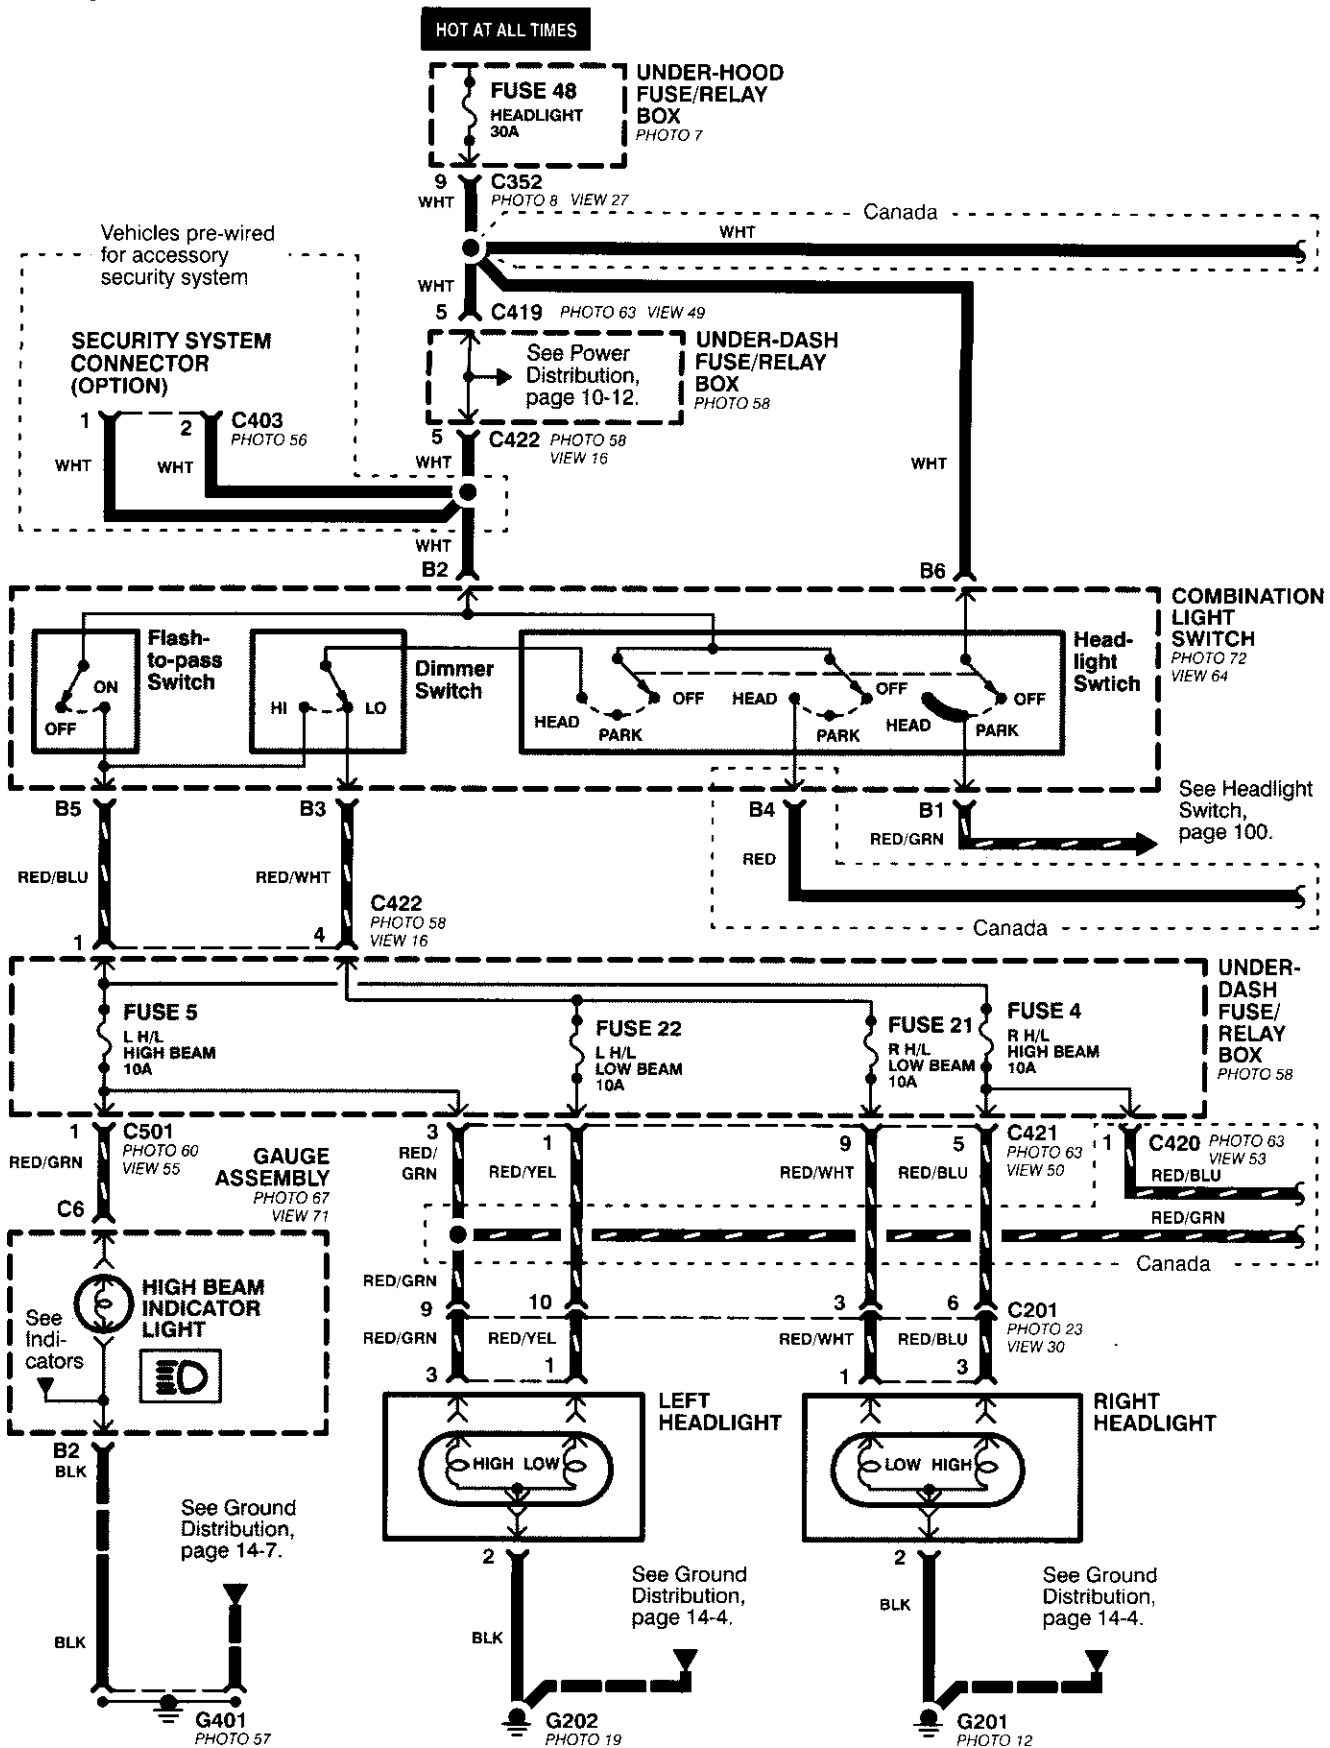 HOT AT ALL TIMES
FUSE 48
HEADLIGHT
30A
UNDER-HOOD
FUSE/RELAY
BOX
PHOTO 7
9
C352
PHOTO 8 VIEW 27
WHT
Canada
WHT
Vehicles pre-wired
for accessory
security system
WHT
5
C419
PHOTO 63 VIEW 49
SECURITY SYSTEM
CONNECTOR
(OPTION)
See Power
Distribution,
page 10-12.
UNDER-DASH
FUSE/RELAY
BOX
PHOTO 58
1
2
C403
PHOTO 56
5
C422
PHOTO 58
VIEW 16
WHT
WHT
WHT
WHT
WHT
B2
B6
COMBINATION
LIGHT
SWITCH
PHOTO 72
VIEW 64
Flash-
to-pass
Switch
ON
OFF
Dimmer
Switch
HI
LO
HEAD
PARK
OFF
HEAD
PARK
OFF
HEAD
PARK
OFF
Head-
light
Swtich
B5
B3
B4
B1
See Headlight
Switch,
page 100.
RED/GRN
RED
RED/BLU
RED/WHT
C422
PHOTO 58
VIEW 16
Canada
1
4
UNDER-
DASH
FUSE/
RELAY
BOX
PHOTO 58
FUSE 5
L H/L
HIGH BEAM
10A
FUSE 22
L H/L
LOW BEAM
10A
FUSE 21
R H/L
LOW BEAM
10A
FUSE 4
R H/L
HIGH BEAM
10A
1
C501
PHOTO 60
VIEW 55
RED/GRN
GAUGE
ASSEMBLY
PHOTO 67
VIEW 71
3
RED/
GRN
1
RED/YEL
9
RED/WHT
5
RED/BLU
C421
PHOTO 63
VIEW 50
1
C420
PHOTO 63
VIEW 53
RED/BLU
C6
RED/GRN
Canada
HIGH BEAM
INDICATOR
LIGHT
See
Indi-
cators
RED/GRN
9
10
3
6
C201
PHOTO 23
VIEW 30
RED/GRN
RED/YEL
RED/WHT
RED/BLU
3
1
1
3
LEFT
HEADLIGHT
RIGHT
HEADLIGHT
HIGH LOW
LOW HIGH
B2
BLK
See Ground
Distribution,
page 14-7.
2
2
See Ground
Distribution,
page 14-4.
See Ground
Distribution,
page 14-4.
BLK
BLK
BLK
G401
PHOTO 57
G202
PHOTO 19
G201
PHOTO 12